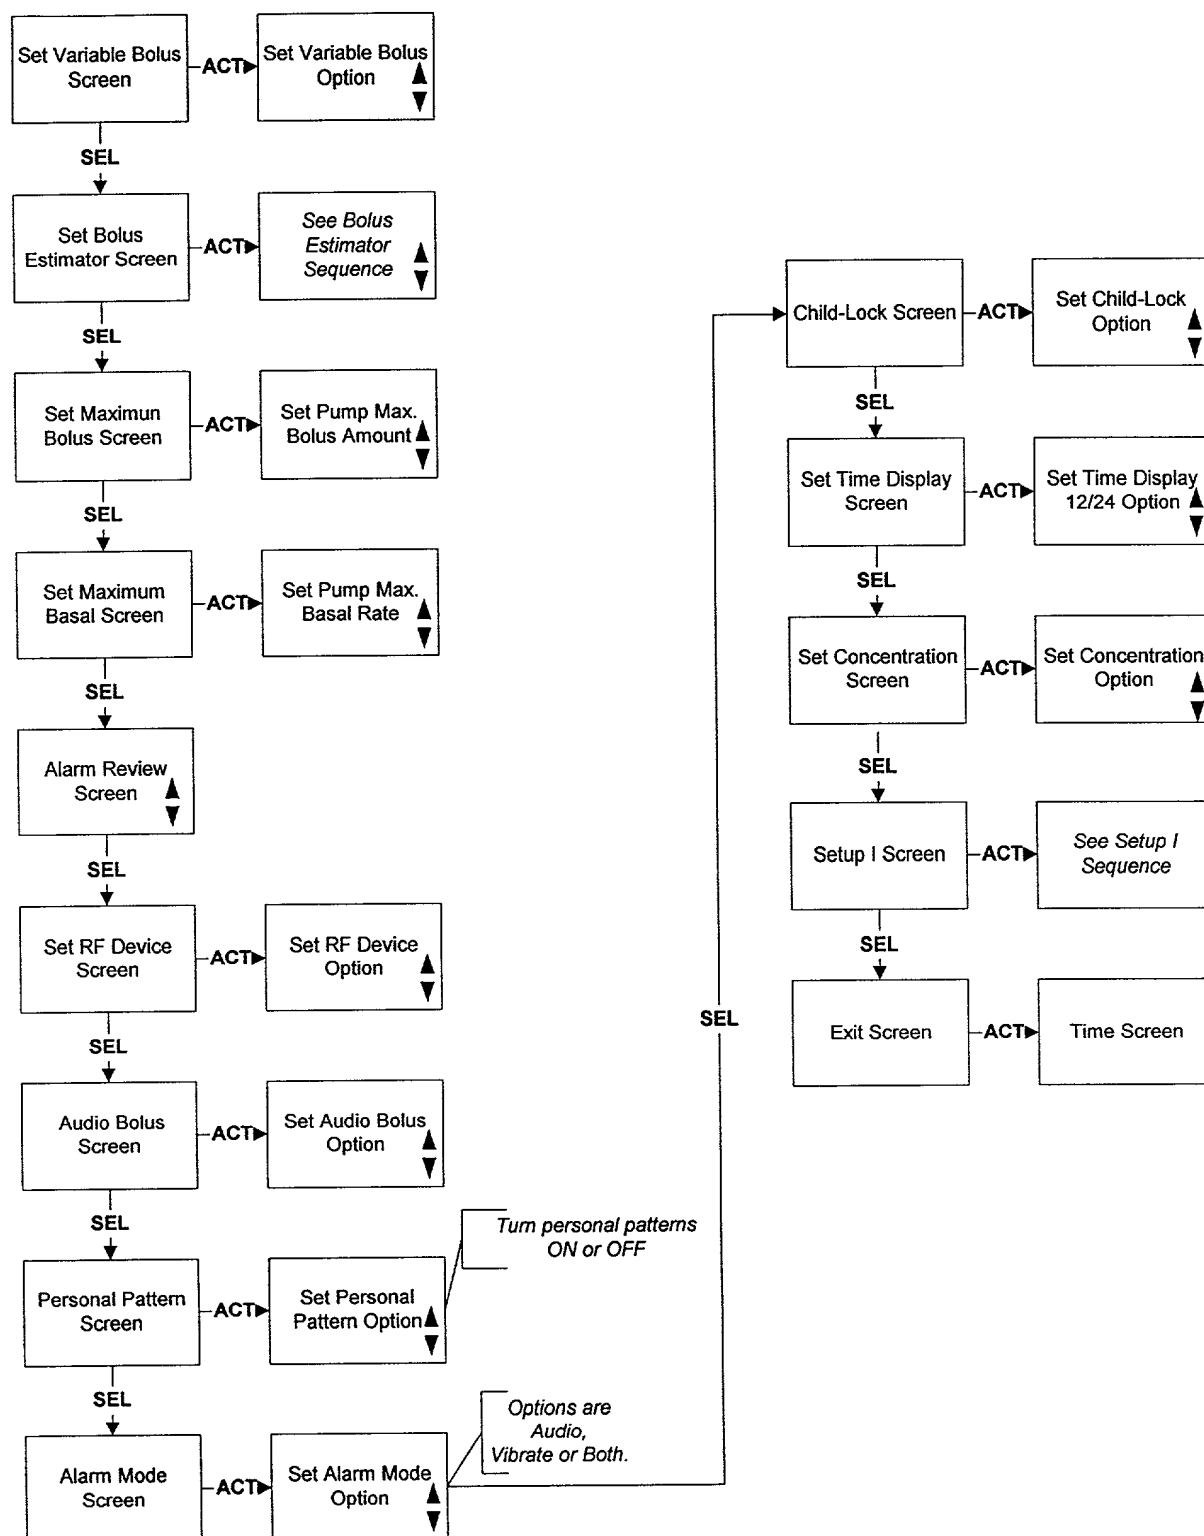 Set Variable Bolus
Screen
ACT
Set Variable Bolus
Option
SEL
Set Bolus
Estimator Screen
ACT
See Bolus
Estimator
Sequence
SEL
Set Maximun
Bolus Screen
ACT
Set Pump Max.
Bolus Amount
SEL
Set Maximum
Basal Screen
ACT
Set Pump Max.
Basal Rate
SEL
Alarm Review
Screen
SEL
Set RF Device
Screen
ACT
Set RF Device
Option
SEL
Audio Bolus
Screen
ACT
Set Audio Bolus
Option
SEL
Personal Pattern
Screen
ACT
Set Personal
Pattern Option
Turn personal patterns
ON or OFF
SEL
Alarm Mode
Screen
ACT
Set Alarm Mode
Option
Options are
Audio,
Vibrate or Both.
SEL
Child-Lock Screen
ACT
Set Child-Lock
Option
SEL
Set Time Display
Screen
ACT
Set Time Display
12/24 Option
SEL
Set Concentration
Screen
ACT
Set Concentration
Option
SEL
Setup I Screen
ACT
See Setup I
Sequence
SEL
Exit Screen
ACT
Time Screen